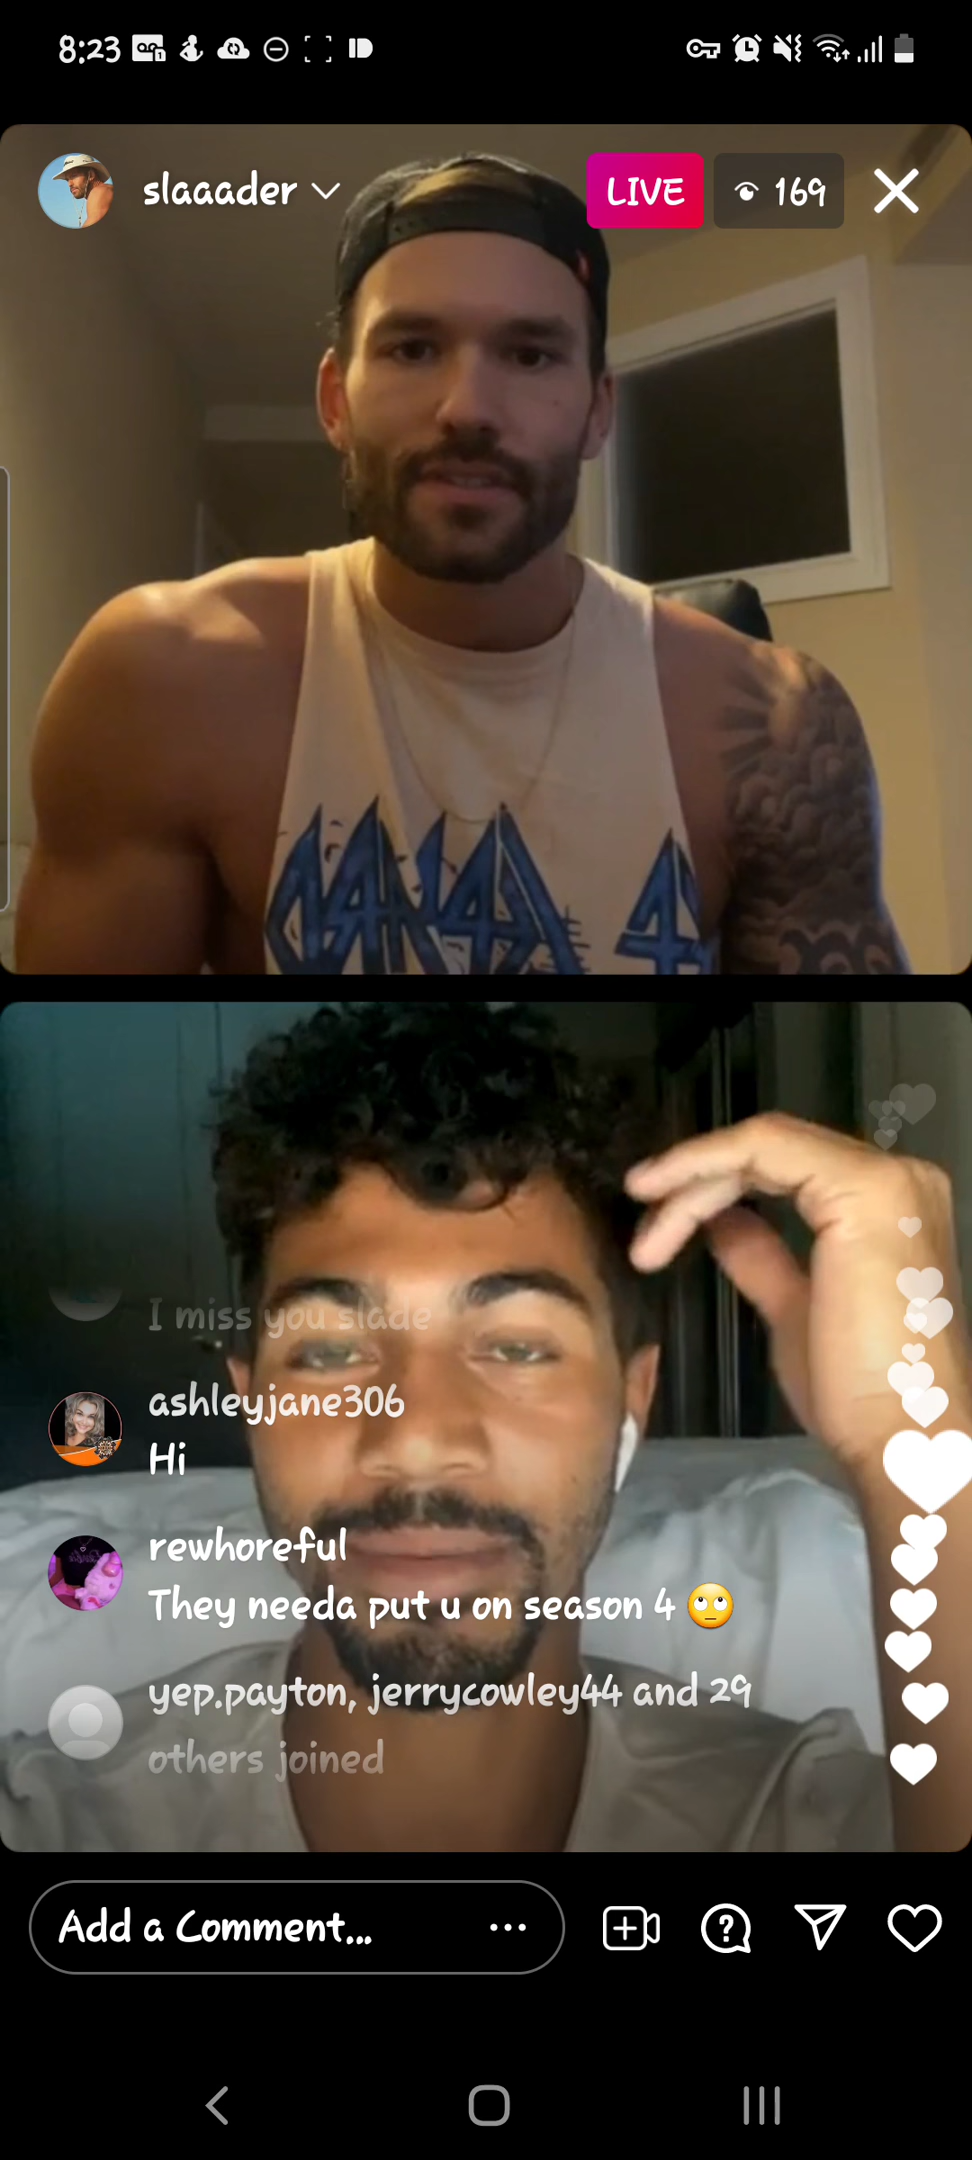 8:23
slaaader
LIVE
169
I miss you slade
ashleyjane306
Hi
rewhoreful
They needa put u on season 4 🙄
yep.payton, jerrycowley44 and 29
others joined
Add a Comment...